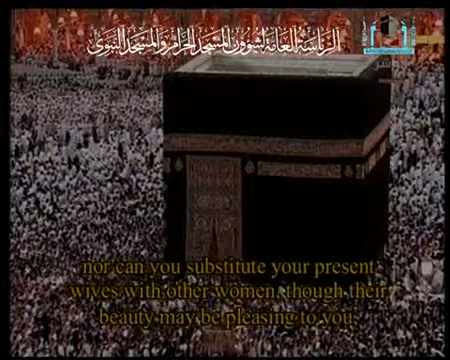 الرئاسة العامة لشؤون المسجد الحرام والمسجد النبوي
nor can you substitute your present
wives with other women, though their
beauty may be pleasing to you,